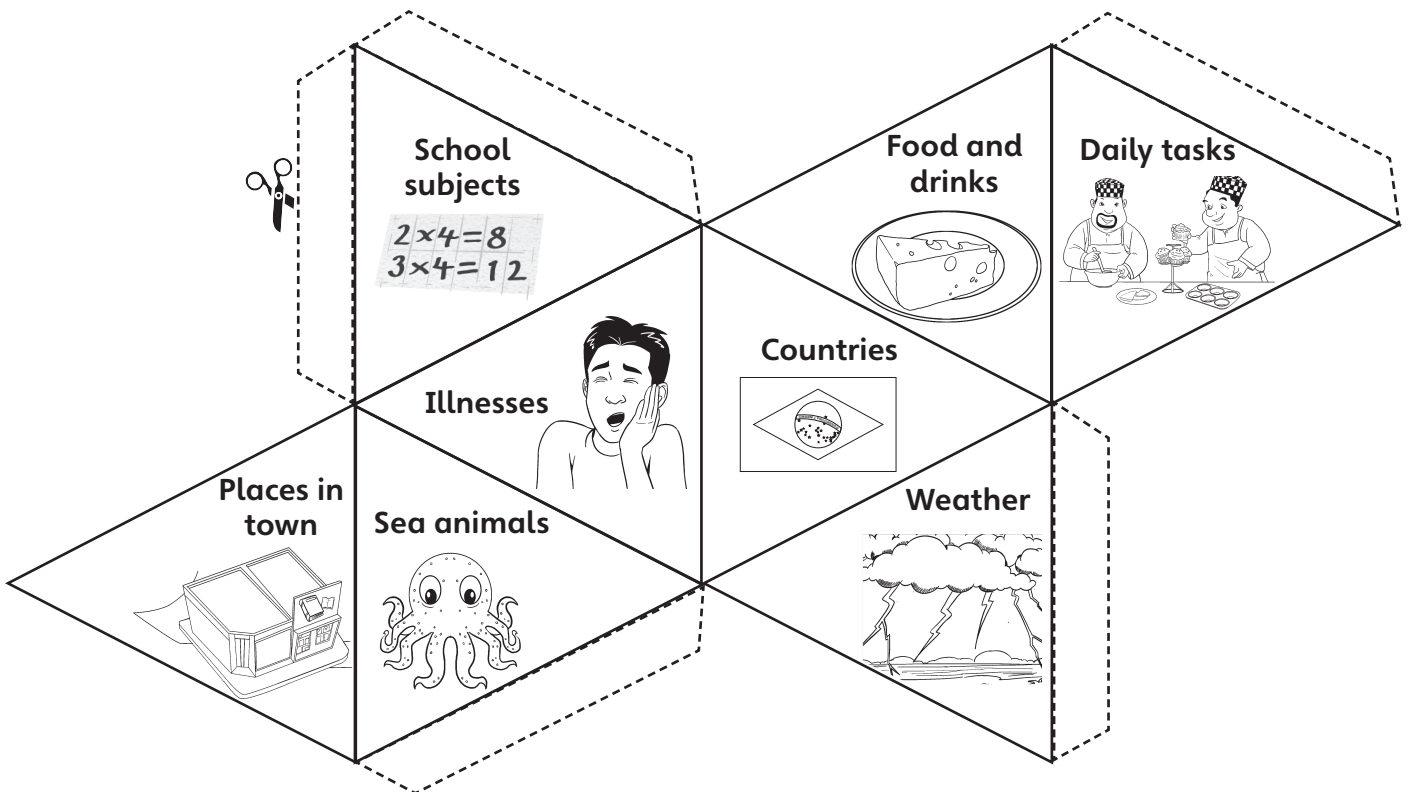 School
subjects
2×4=8
3×4=12
Food and
drinks
Daily tasks
Countries
Illnesses
Places in
town
Sea animals
Weather